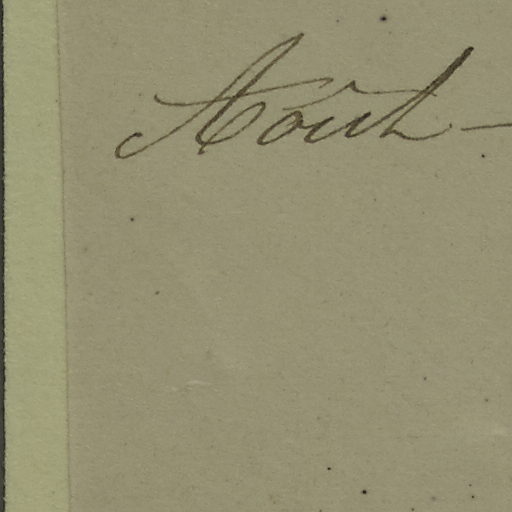 Août —